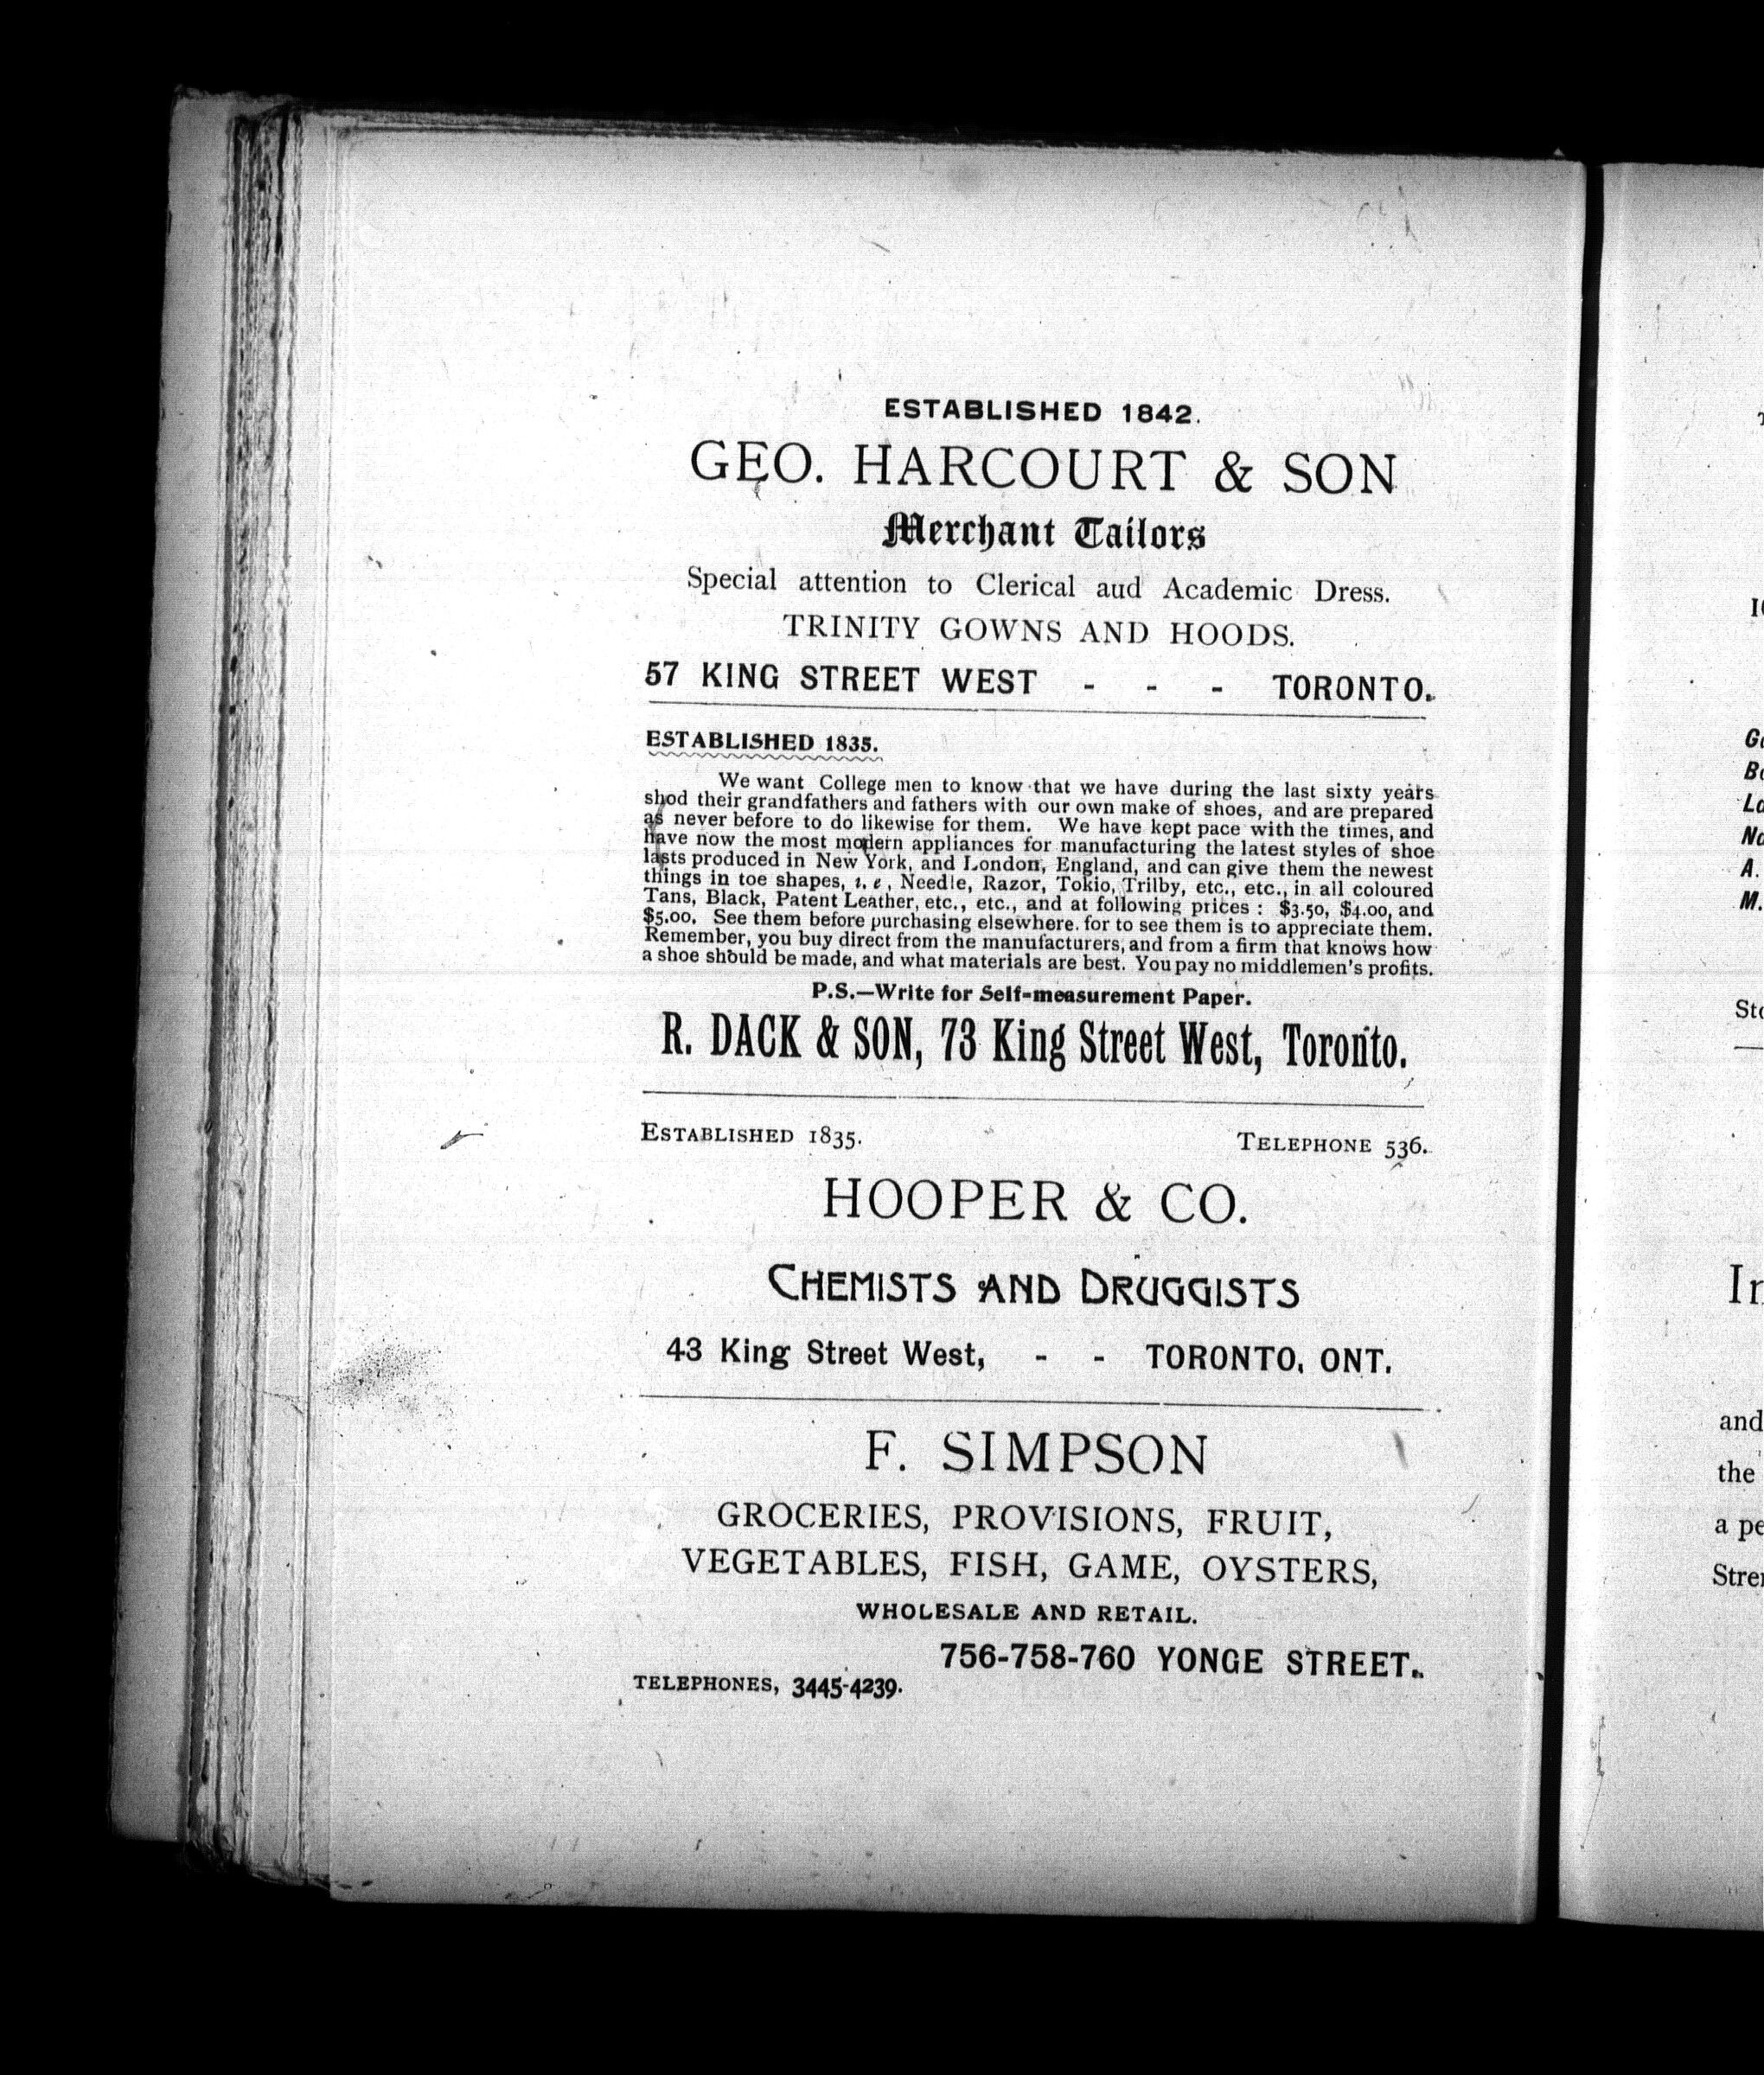 ESTABLISHED 1842.
GEO. HARCOURT & SON
Merchant Tailors
Special attention to Clerical aud Academic Dress.
TRINITY GOWNS AND HOODS.
57 KING STREET WEST - - - TORONTO.
ESTABLISHED 1835.
We want College men to know that we have during the last sixty years
shod their grandfathers and fathers with our own make of shoes, and are prepared
as never before to do likewise for them. We have kept pace with the times, and
have now the most modern appliances for manufacturing the latest styles of shoe
lasts produced in New York, and London, England, and can give them the newest
things in toe shapes, i. e, Needle, Razor, Tokio, Trilby, etc., etc., in all coloured
Tans, Black, Patent Leather, etc., etc., and at following prices : $3.50, $4.00, and
$5.00. See them before purchasing elsewhere. for to see them is to appreciate them.
Remember, you buy direct from the manufacturers, and from a firm that knows how
a shoe should be made, and what materials are best. You pay no middlemen's profits.
P.S.—Write for Self-measurement Paper.
R. DACK & SON, 73 King Street West, Toronto.
ESTABLISHED 1835. TELEPHONE 536.
HOOPER & CO.
CHEMISTS AND DRUGGISTS
43 King Street West, - - TORONTO, ONT.
F. SIMPSON
GROCERIES, PROVISIONS, FRUIT,
VEGETABLES, FISH, GAME, OYSTERS,
WHOLESALE AND RETAIL.
756-758-760 YONGE STREET.
TELEPHONES, 3445-4239.
A.
M.
and
the
a